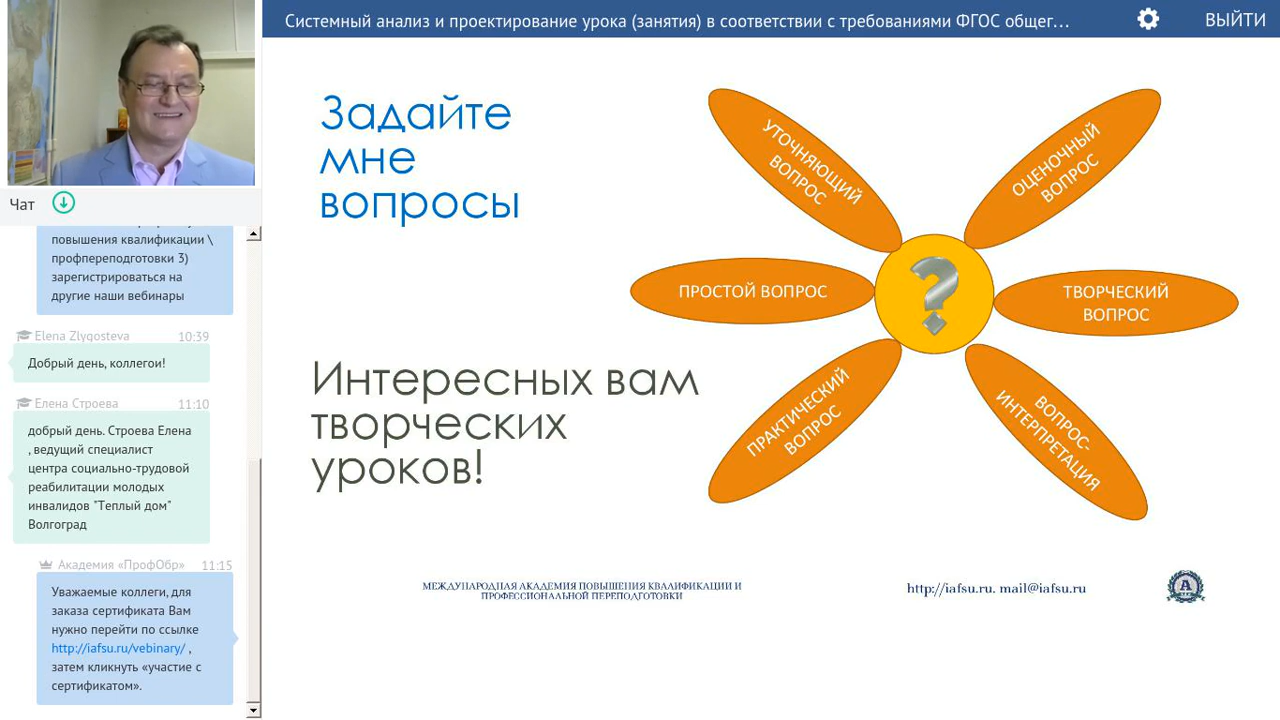 Системный анализ и проектирование урока (занятия) в соответствии с требованиями ФГОС общег...
ВЫЙТИ
Чат
повышения квалификации \
профпереподготовки 3)
зарегистрироваться на
другие наши вебинары
Elena Zlygosteva 10:39
Добрый день, коллегои!
Елена Строева 11:10
добрый день. Строева Елена
, ведущий специалист
центра социально-трудовой
реабилитации молодых
инвалидов "Теплый дом"
Волгоград
Академия «ПрофОбр» 11:15
Уважаемые коллеги, для
заказа сертификата Вам
нужно перейти по ссылке
http://iafsu.ru/vebinary/ ,
затем кликнуть «участие с
сертификатом».
Задайте
мне
вопросы
Интересных вам
творческих
уроков!
УТОЧНЯЮЩИЙ
ВОПРОС
ОЦЕНОЧНЫЙ
ВОПРОС
ПРОСТОЙ ВОПРОС
?
ТВОРЧЕСКИЙ
ВОПРОС
ПРАКТИЧЕСКИЙ
ВОПРОС
ВОПРОС-
ИНТЕРПРЕТАЦИЯ
МЕЖДУНАРОДНАЯ АКАДЕМИЯ ПОВЫШЕНИЯ КВАЛИФИКАЦИИ И
ПРОФЕССИОНАЛЬНОЙ ПЕРЕПОДГОТОВКИ
http://iafsu.ru. mail@iafsu.ru
А